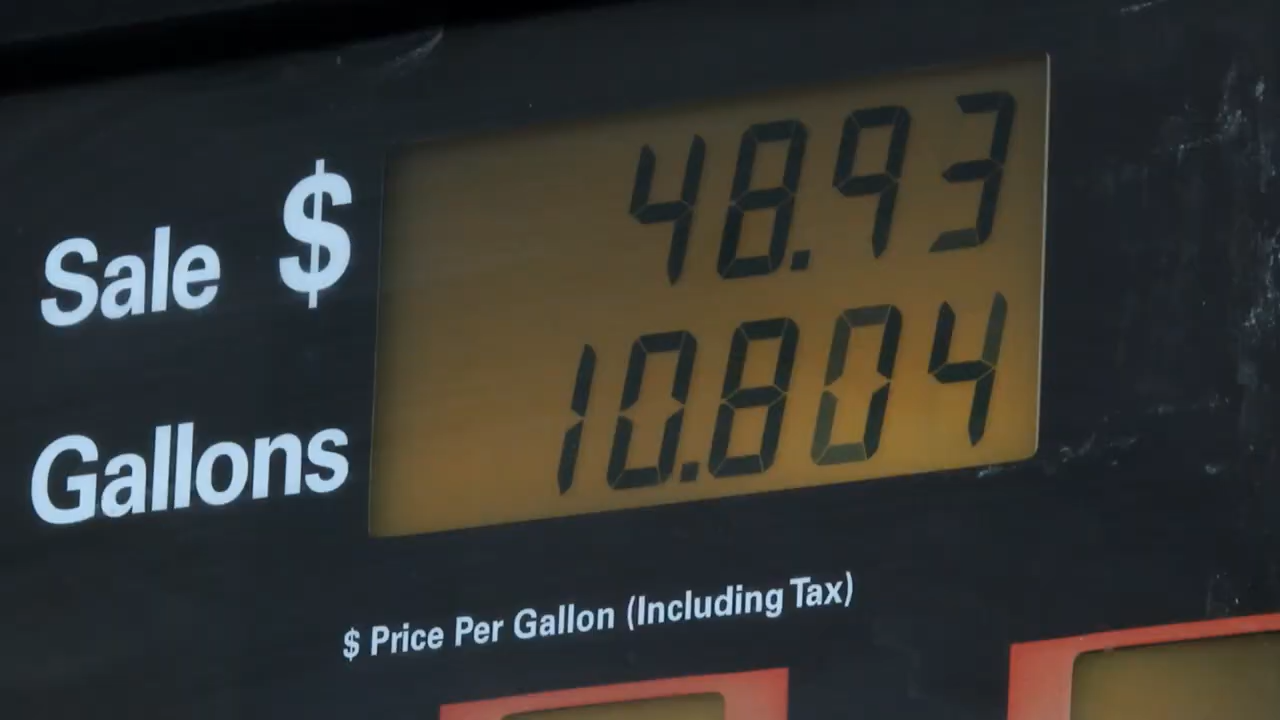 Sale $ 48.93
Gallons 10.804
$ Price Per Gallon (Including Tax)